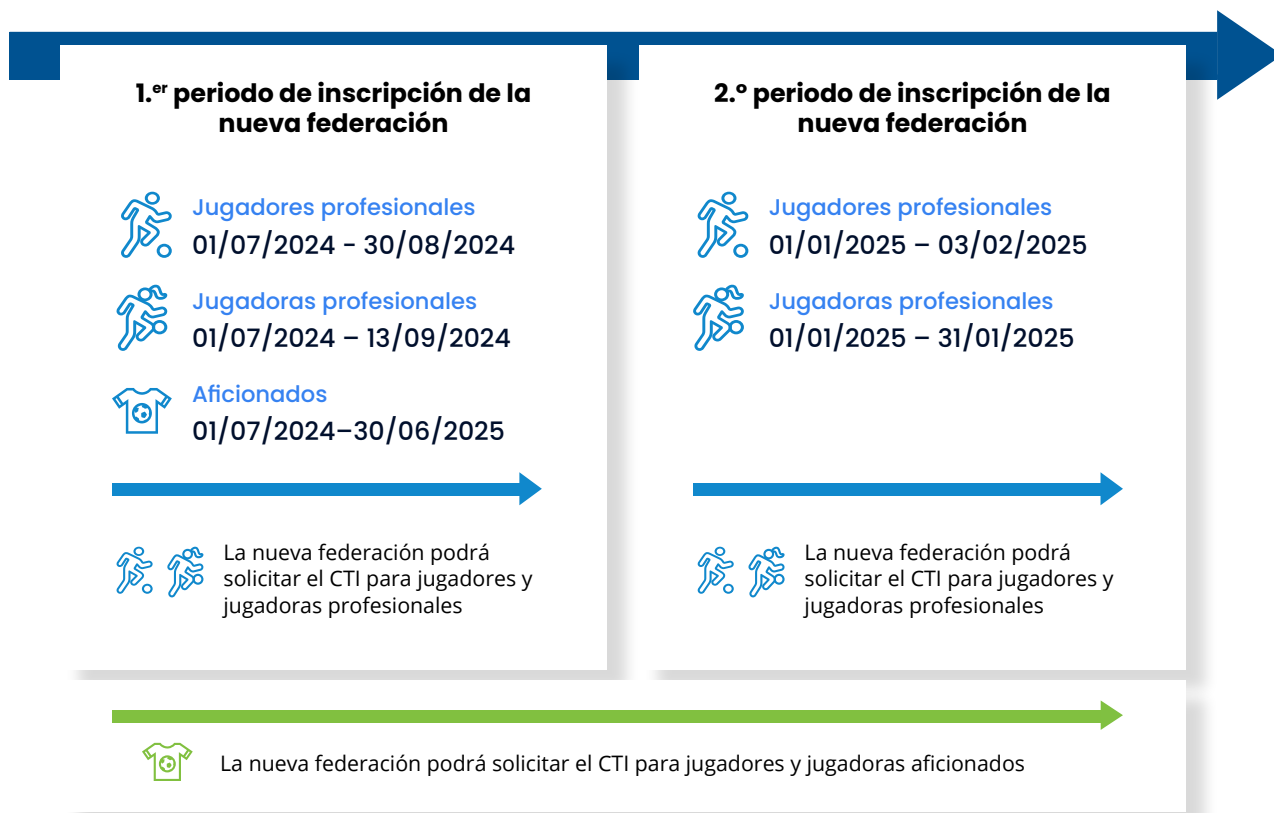 1.er periodo de inscripción de la
nueva federación
Jugadores profesionales
01/07/2024 - 30/08/2024
Jugadoras profesionales
01/07/2024 – 13/09/2024
Aficionados
01/07/2024–30/06/2025
La nueva federación podrá
solicitar el CTI para jugadores y
jugadoras profesionales
2.º periodo de inscripción de la
nueva federación
Jugadores profesionales
01/01/2025 – 03/02/2025
Jugadoras profesionales
01/01/2025 – 31/01/2025
La nueva federación podrá
solicitar el CTI para jugadores y
jugadoras profesionales
La nueva federación podrá solicitar el CTI para jugadores y jugadoras aficionados